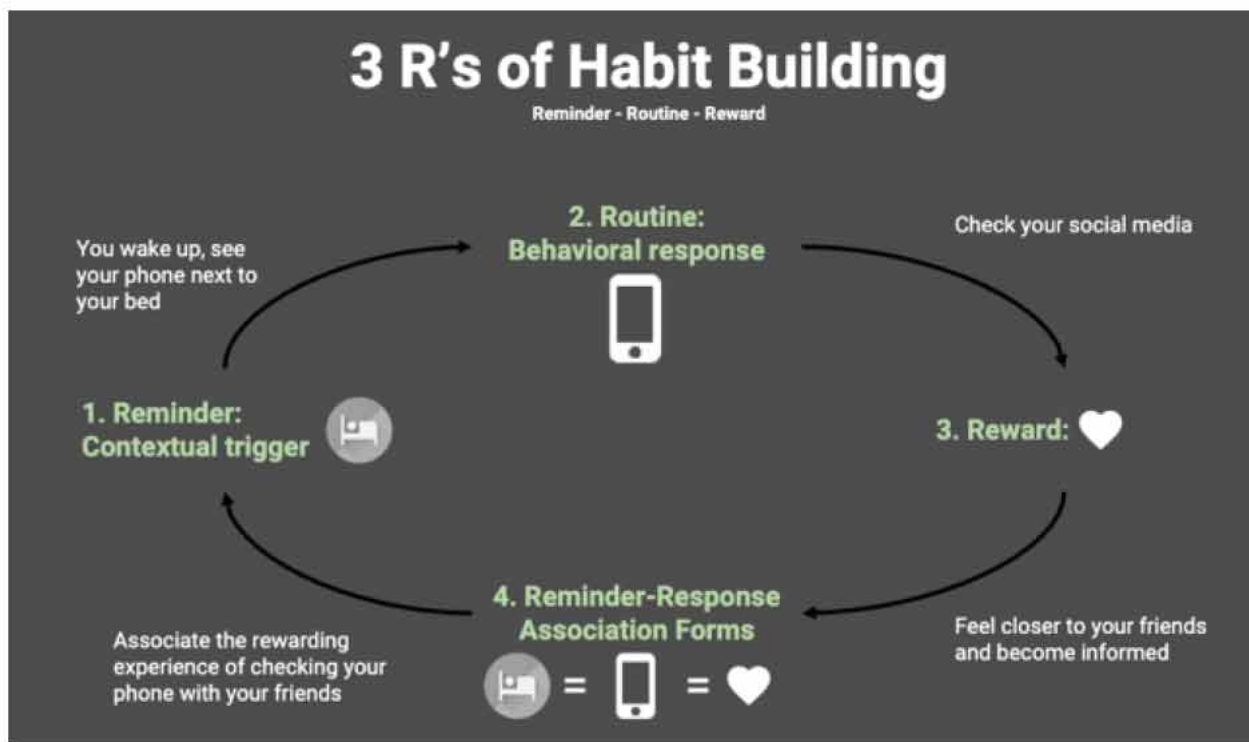 3 R's of Habit Building
Reminder - Routine - Reward
You wake up, see
your phone next to
your bed
2. Routine:
Behavioral response
Check your social media
1. Reminder:
Contextual trigger
3. Reward:
4. Reminder-Response
Association Forms
= =
Associate the rewarding
experience of checking your
phone with your friends
Feel closer to your friends
and become informed